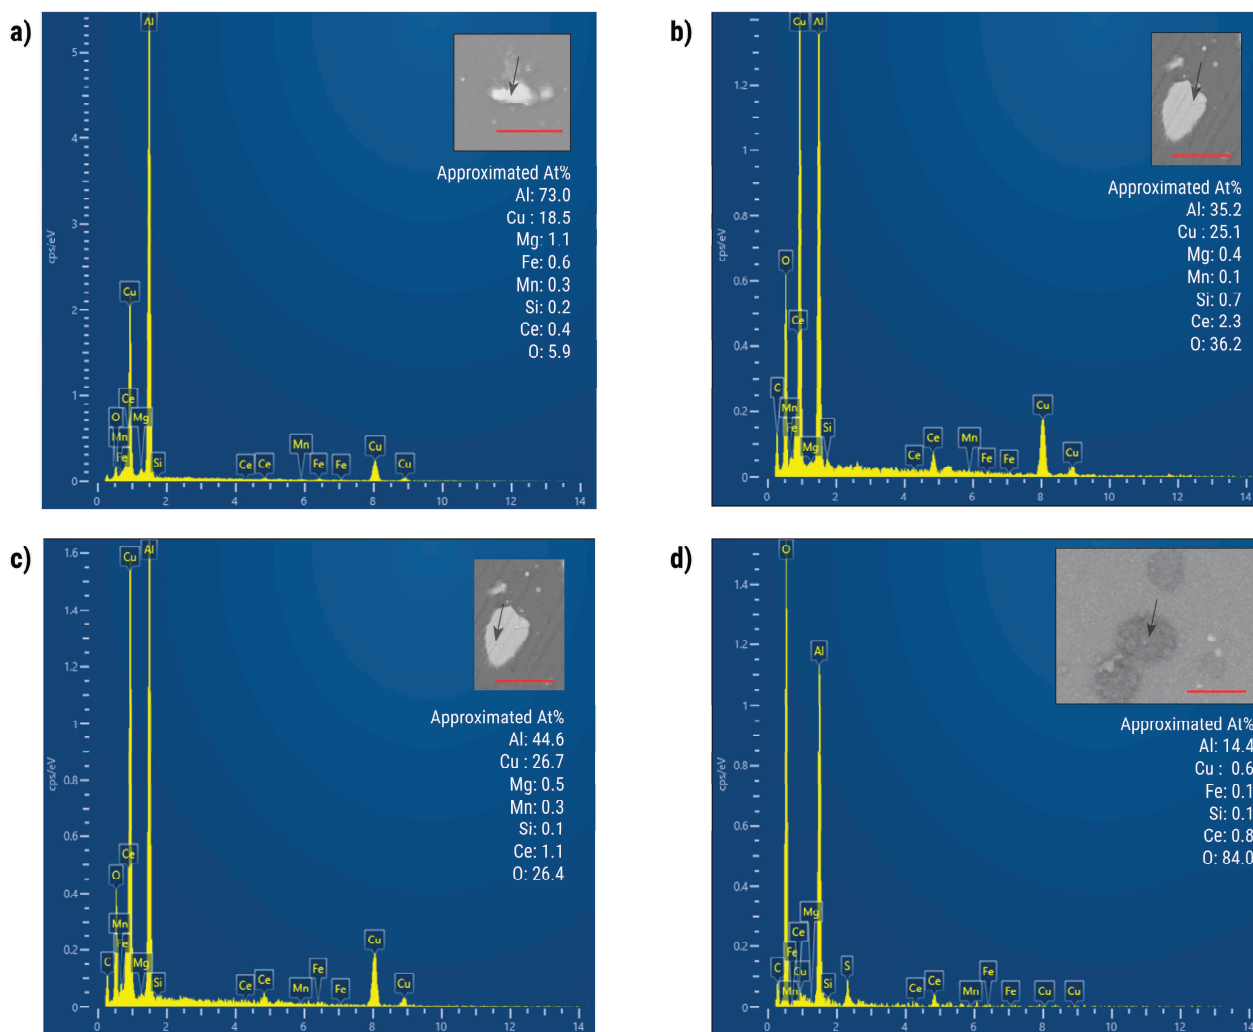 a)
Al
5
4
3
2
1
0
cps/eV
Cu
Ce
O
Mg
Mn
Fe
Si
Ce
Ce
Mn
Fe
Fe
Cu
Cu
0 2 4 6 8 10 12 14
Approximated At%
Al: 73.0
Cu : 18.5
Mg: 1.1
Fe: 0.6
Mn: 0.3
Si: 0.2
Ce: 0.4
O: 5.9
b)
Cu Al
1.2
1
0.8
0.6
0.4
0.2
0
cps/eV
O
Ce
C
Mn
Fe
Si
Mg
Ce
Ce
Mn
Fe
Fe
Cu
Cu
0 2 4 6 8 10 12 14
Approximated At%
Al: 35.2
Cu : 25.1
Mg: 0.4
Mn: 0.1
Si: 0.7
Ce: 2.3
O: 36.2
c)
Cu Al
1.6
1.4
1.2
1
0.8
0.6
0.4
0.2
0
cps/eV
Ce
O
Mn
Fe
C
Mg
Si
Ce
Ce
Mn
Fe
Fe
Cu
Cu
0 2 4 6 8 10 12 14
Approximated At%
Al: 44.6
Cu : 26.7
Mg: 0.5
Mn: 0.3
Si: 0.1
Ce: 1.1
O: 26.4
d)
O
1.4
1.2
1
0.8
0.6
0.4
0.2
0
cps/eV
Al
Mg
Ce
Fe
C
Cu
Mn
Si
S
Ce
Ce
Mn
Fe
Fe
Cu
Cu
0 2 4 6 8 10 12 14
Approximated At%
Al: 14.4
Cu : 0.6
Fe: 0.1
Si: 0.1
Ce: 0.8
O: 84.0